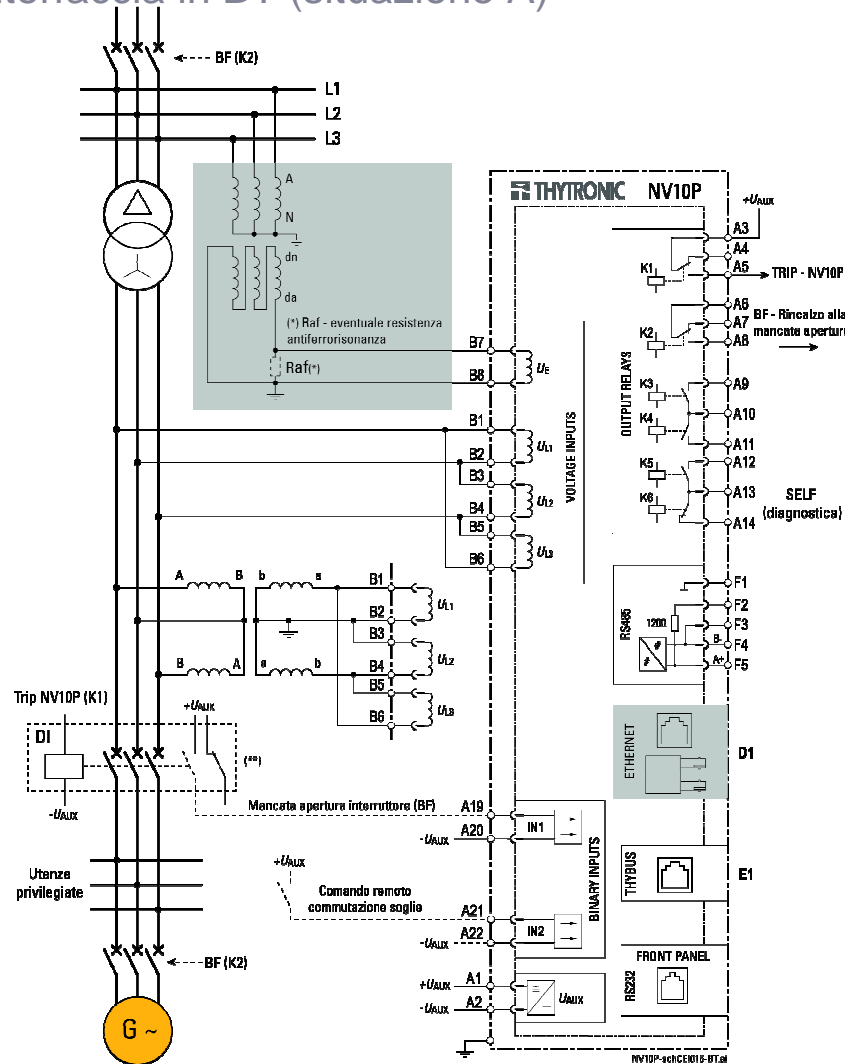 BF (K2)
L1
L2
L3
A
N
dn
da
(*) Raf - eventuale resistenza
antiferrorisonanza
Raf(*)
THYTRONIC NV10P
+UAUX
A3
A4
A5
TRIP - NV10P
K1
A6
A7
A8
BF - Rincalzo alla
mancata apertura
K2
K3
K4
A9
A10
A11
K5
K6
A12
A13
A14
SELF
(diagnostica)
OUTPUT RELAYS
VOLTAGE INPUTS
B7
B8
UE
B1
B2
UL1
B3
B4
UL2
B5
B6
UL3
A B b a
B A a b
B1
B2
UL1
B3
B4
UL2
B5
B6
UL3
RS485
120Ω
F1
F2
F3
B- F4
A+ F5
Trip NV10P (K1)
+UAUX
DI
(**)
-UAUX
ETHERNET
D1
Mancata apertura interruttore (BF)
A19
-UAUX A20
IN1
BINARY INPUTS
THYBUS
E1
Utenze
privilegiate
+UAUX
Comando remoto
commutazione soglie
A21
-UAUX A22
IN2
BF (K2)
+UAUX A1
-UAUX A2
UAUX
FRONT PANEL
RS232
G ~
NV10P-schCEI016-BT.ai